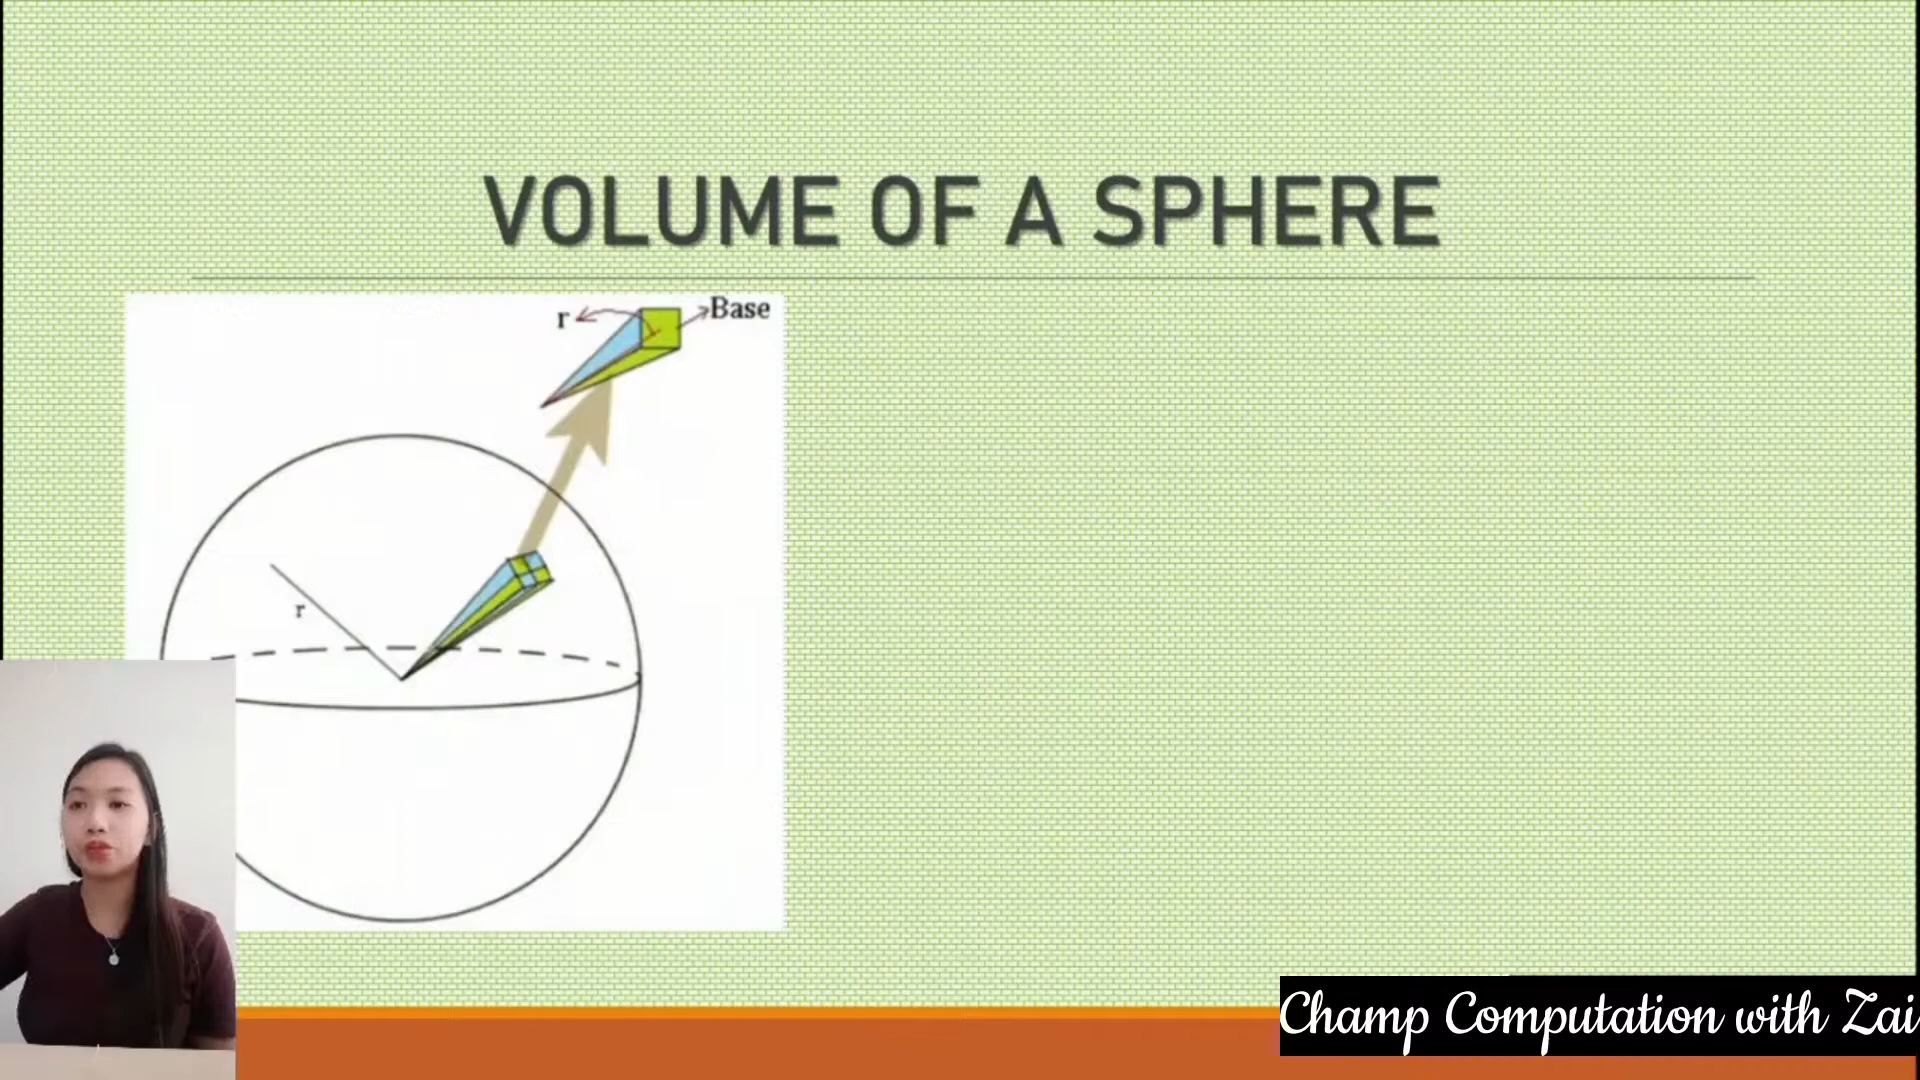 VOLUME OF A SPHERE
r
Base
r
Champ Computation with Zai